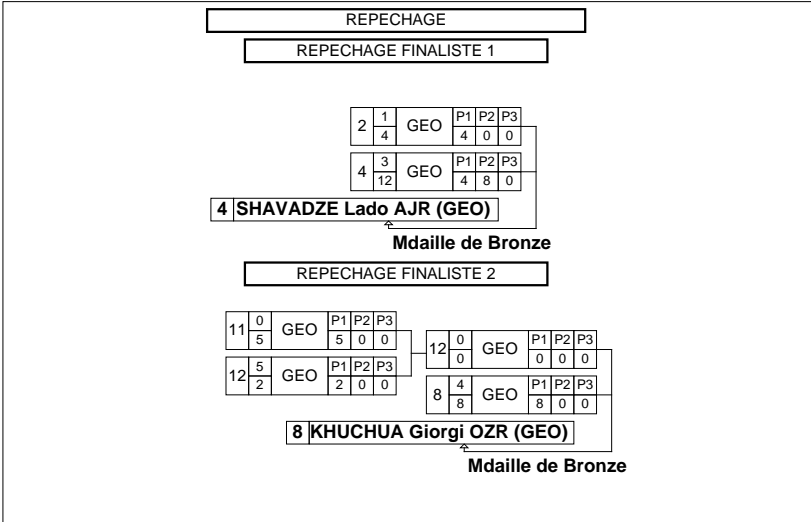 REPECHAGE
REPECHAGE FINALISTE 1
2 1 4 GEO P1 P2 P3 4 0 0
4 3 12 GEO P1 P2 P3 4 8 0
4 SHAVADZE Lado AJR (GEO)
Mdaille de Bronze
REPECHAGE FINALISTE 2
11 0 5 GEO P1 P2 P3 5 0 0
12 5 2 GEO P1 P2 P3 2 0 0
12 0 0 GEO P1 P2 P3 0 0 0
8 4 8 GEO P1 P2 P3 8 0 0
8 KHUCHUA Giorgi OZR (GEO)
Mdaille de Bronze